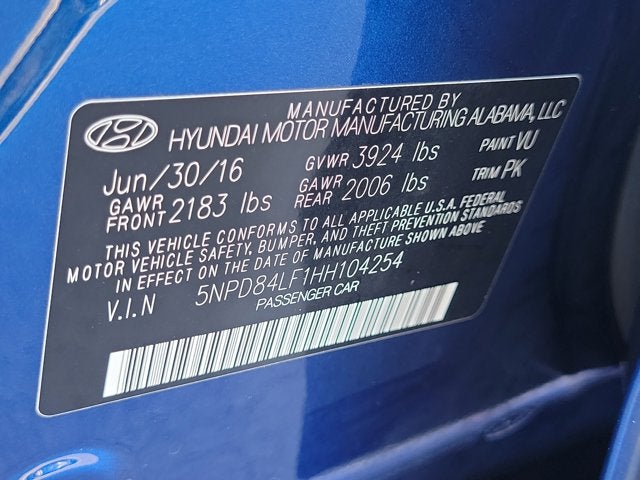 MANUFACTURED BY
HYUNDAI MOTOR MANUFACTURING ALABAMA, LLC
Jun/30/16 GVWR 3924 lbs PAINT VU
GAWR FRONT 2183 lbs GAWR REAR 2006 lbs TRIM PK
THIS VEHICLE CONFORMS TO ALL APPLICABLE U.S.A. FEDERAL
MOTOR VEHICLE SAFETY, BUMPER, AND THEFT PREVENTION STANDARDS
IN EFFECT ON THE DATE OF MANUFACTURE SHOWN ABOVE
V.I.N 5NPD84LF1HH104254
PASSENGER CAR